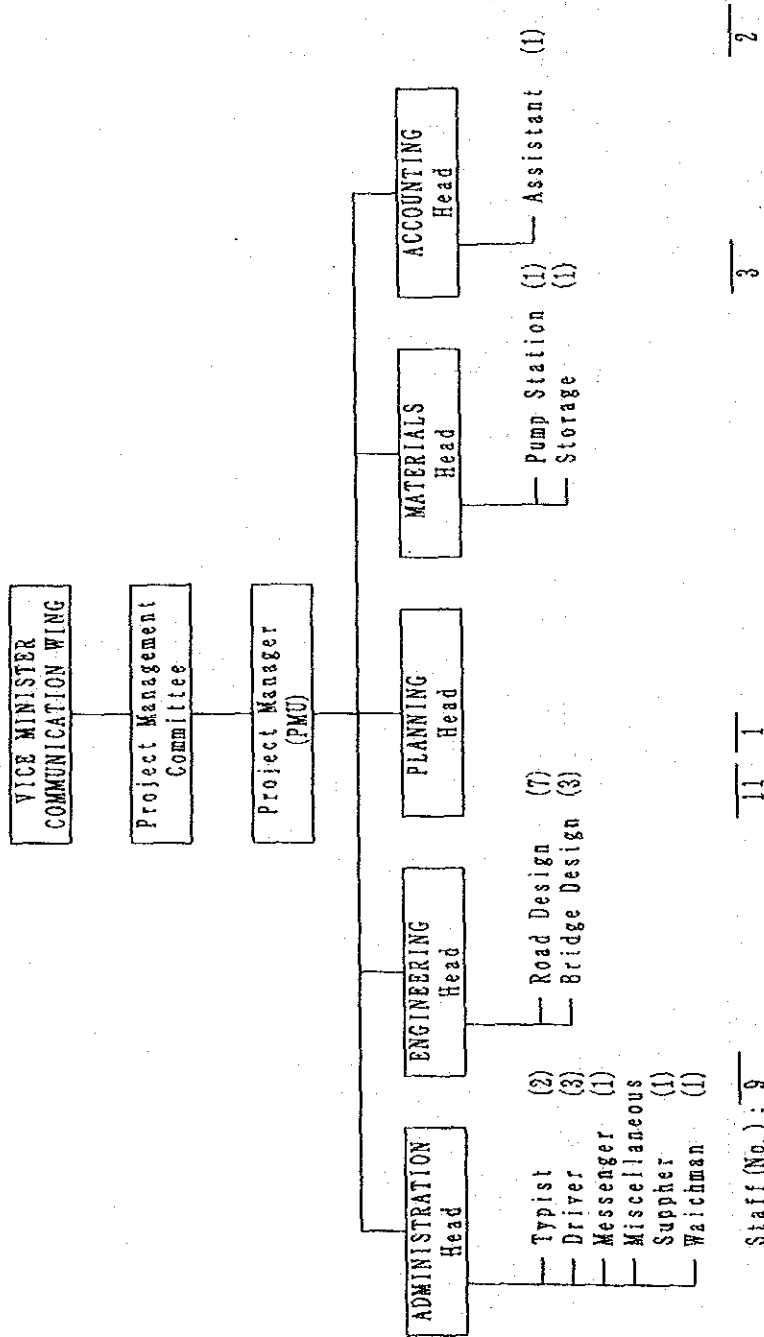 VICE MINISTER
COMMUNICATION WING
Project Management
Committee
Project Manager
(PMU)
ADMINISTRATION
Head
ENGINEERING
Head
PLANNING
Head
MATERIALS
Head
ACCOUNTING
Head
Typist (2)
Driver (3)
Messenger (1)
Miscellaneous
Suppher (1)
Waichman (1)
Road Design (7)
Bridge Design (3)
Pump Station (1)
Storage (1)
Assistant (1)
Staff(No.): 9 11 1 3 2